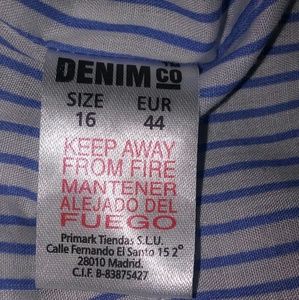 DENIM CO
SIZE EUR
16 44
KEEP AWAY
FROM FIRE
MANTENER
ALEJADO DEL
FUEGO
Primark Tiendas S.L.U.
Calle Fernando El Santo 15 2°
28010 Madrid.
C.I.F. B-83875427